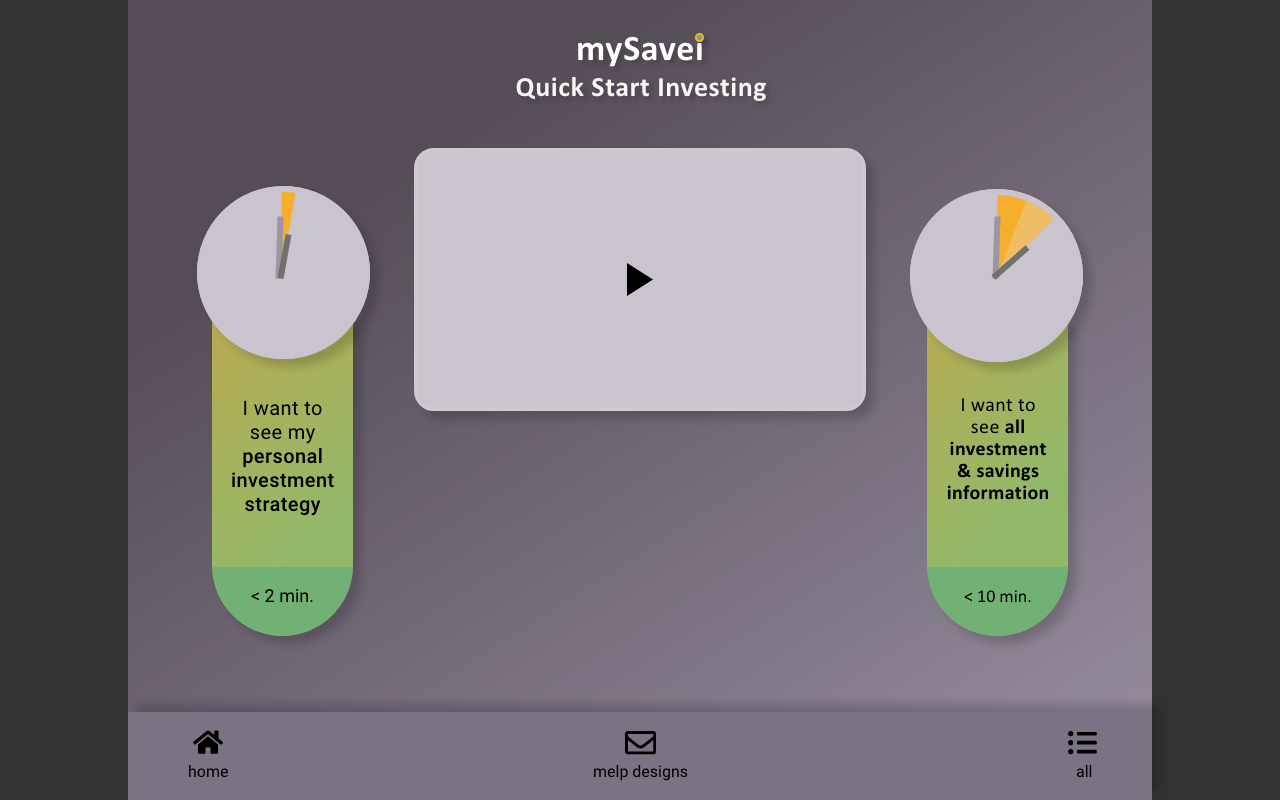 mySavei
Quick Start Investing
I want to
see my
personal
investment
strategy
< 2 min.
I want to
see all
investment
& savings
information
< 10 min.
home
melp designs
all